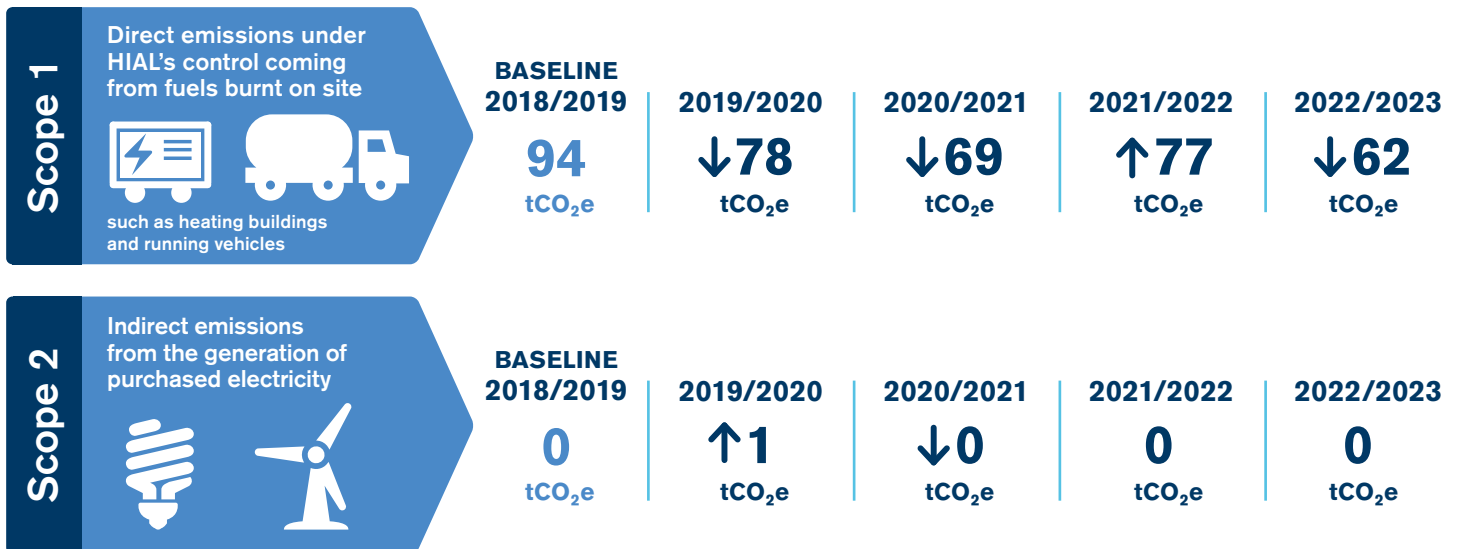 Scope 1
Direct emissions under
HIAL's control coming
from fuels burnt on site
such as heating buildings
and running vehicles
BASELINE
2018/2019
94
tCO₂e
2019/2020
↓78
tCO₂e
2020/2021
↓69
tCO₂e
2021/2022
↑77
tCO₂e
2022/2023
↓62
tCO₂e
Scope 2
Indirect emissions
from the generation of
purchased electricity
BASELINE
2018/2019
0
tCO₂e
2019/2020
↑1
tCO₂e
2020/2021
↓0
tCO₂e
2021/2022
0
tCO₂e
2022/2023
0
tCO₂e